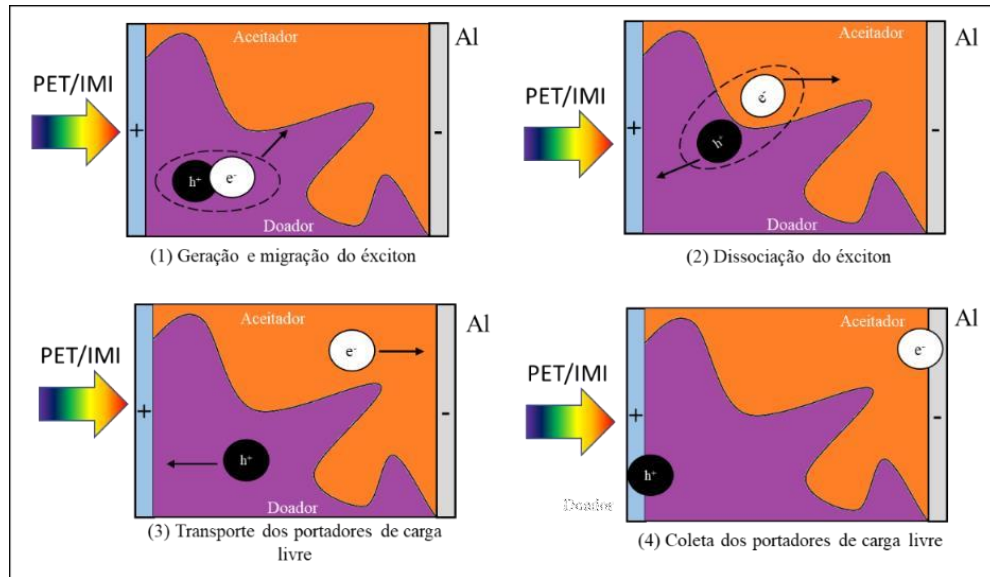 Aceitador
Al
PET/IMI
+
-
h⁺
e⁻
Doador
(1) Geração e migração do éxciton
Aceitador
Al
PET/IMI
+
-
e⁻
h⁺
Doador
(2) Dissociação do éxciton
Aceitador
Al
PET/IMI
e⁻
+
-
h⁺
Doador
(3) Transporte dos portadores de carga
livre
Aceitador
Al
e⁻
PET/IMI
+
-
h⁺
Doador
(4) Coleta dos portadores de carga livre